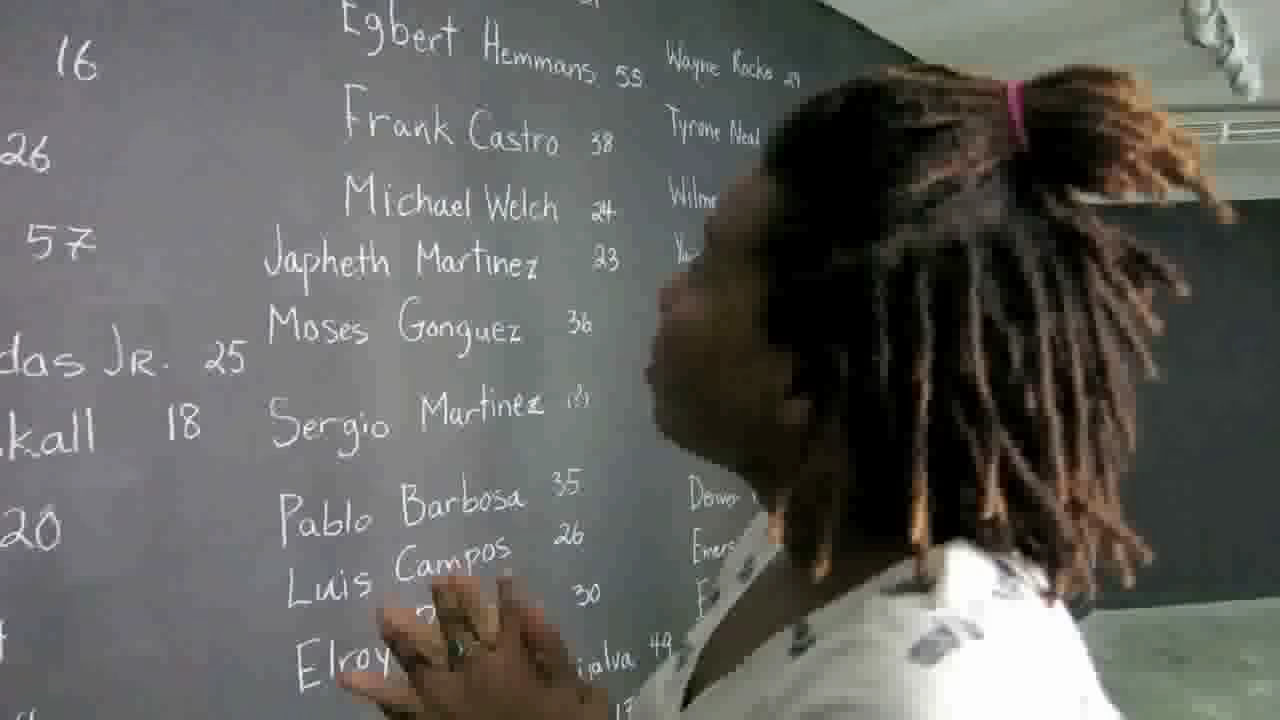 16
26
57
das Jr. 25
kall 18
20
Egbert Hemmans 55
Frank Castro 38
Michael Welch 24
Japheth Martinez 23
Moses Gonguez 36
Sergio Martinez
Pablo Barbosa 35
Luis Campos 26
30
Elroy ijalva 49
17
Wayne Rocke
Tyrone Neal